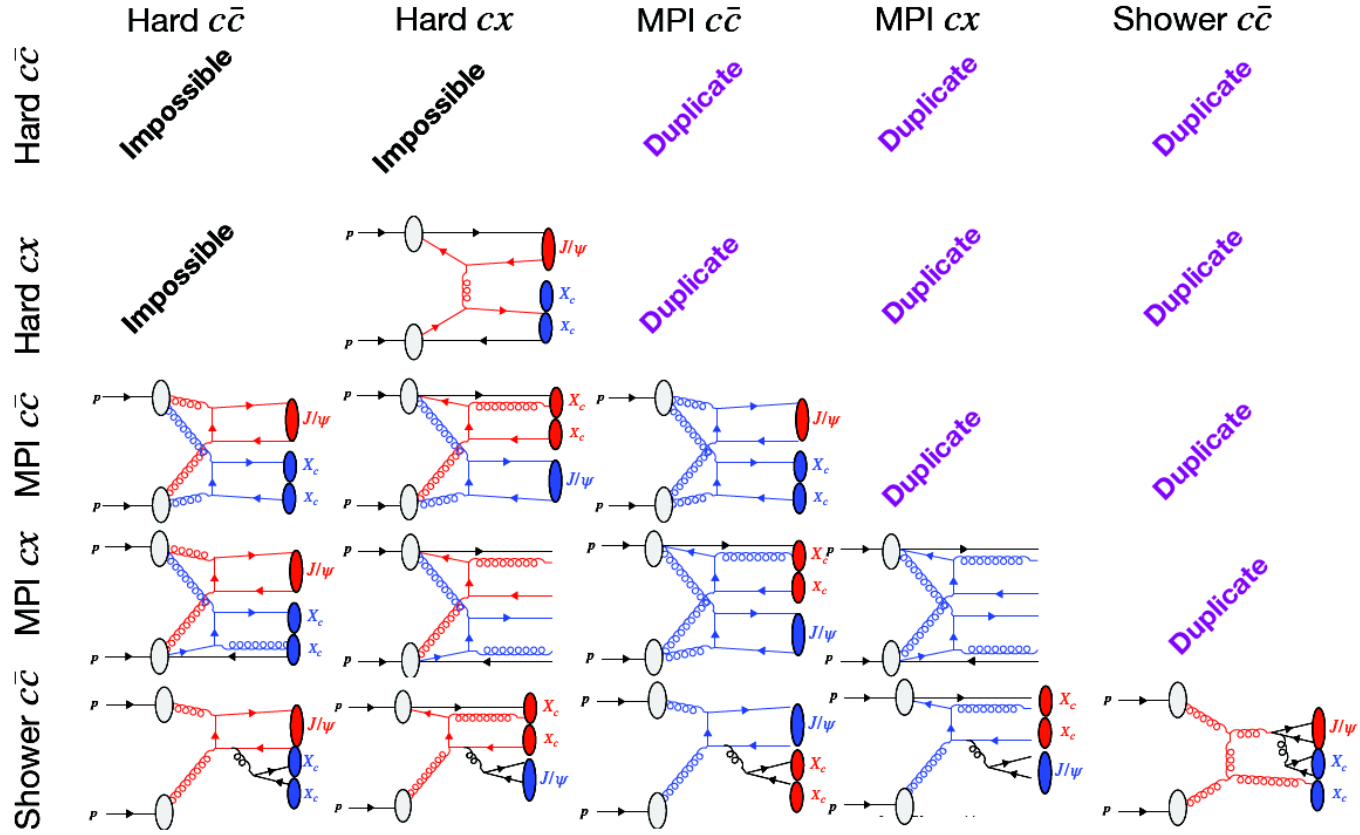 Hard cc̄ Hard cx MPI cc̄ MPI cx Shower cc̄
Hard cc̄ Impossible Impossible Duplicate Duplicate Duplicate
Hard cx Impossible p J/ψ X_c X_c p Duplicate Duplicate Duplicate
MPI cc̄ p J/ψ X_c X_c p p X_c X_c J/ψ p p J/ψ X_c X_c p Duplicate Duplicate
MPI cx p J/ψ X_c X_c p p p p X_c X_c J/ψ p p p Duplicate
Shower cc̄ p J/ψ X_c X_c p p X_c X_c J/ψ p p J/ψ X_c X_c p p X_c X_c J/ψ p p J/ψ X_c X_c p